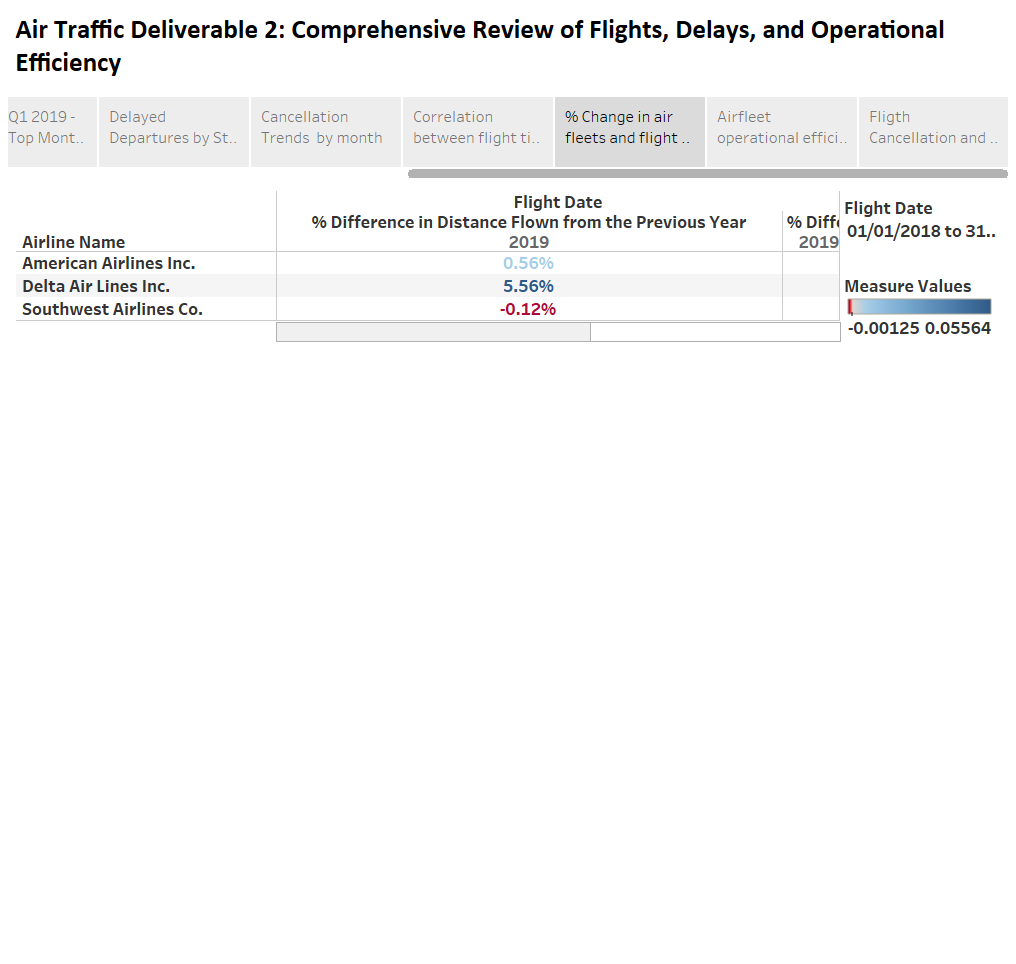 Air Traffic Deliverable 2: Comprehensive Review of Flights, Delays, and Operational
Efficiency
Q1 2019 -
Top Mont..
Delayed
Departures by St..
Cancellation
Trends by month
Correlation
between flight ti..
% Change in air
fleets and flight ..
Airfleet
operational effici..
Fligth
Cancellation and ..
Flight Date
% Difference in Distance Flown from the Previous Year
% Diffe
Airline Name
2019
2019
American Airlines Inc.
0.56%
Delta Air Lines Inc.
5.56%
Southwest Airlines Co.
-0.12%
Flight Date
01/01/2018 to 31..
Measure Values
-0.00125 0.05564